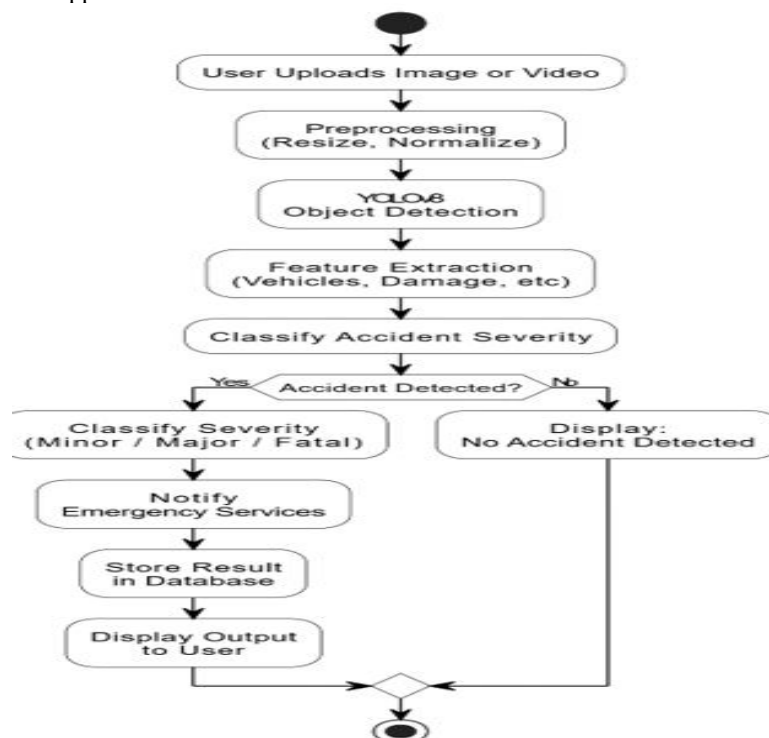 User Uploads Image or Video
Preprocessing
(Resize, Normalize)
YOLOv8
Object Detection
Feature Extraction
(Vehicles, Damage, etc)
Classify Accident Severity
Yes
Accident Detected?
No
Classify Severity
(Minor / Major / Fatal)
Display:
No Accident Detected
Notify
Emergency Services
Store Result
in Database
Display Output
to User